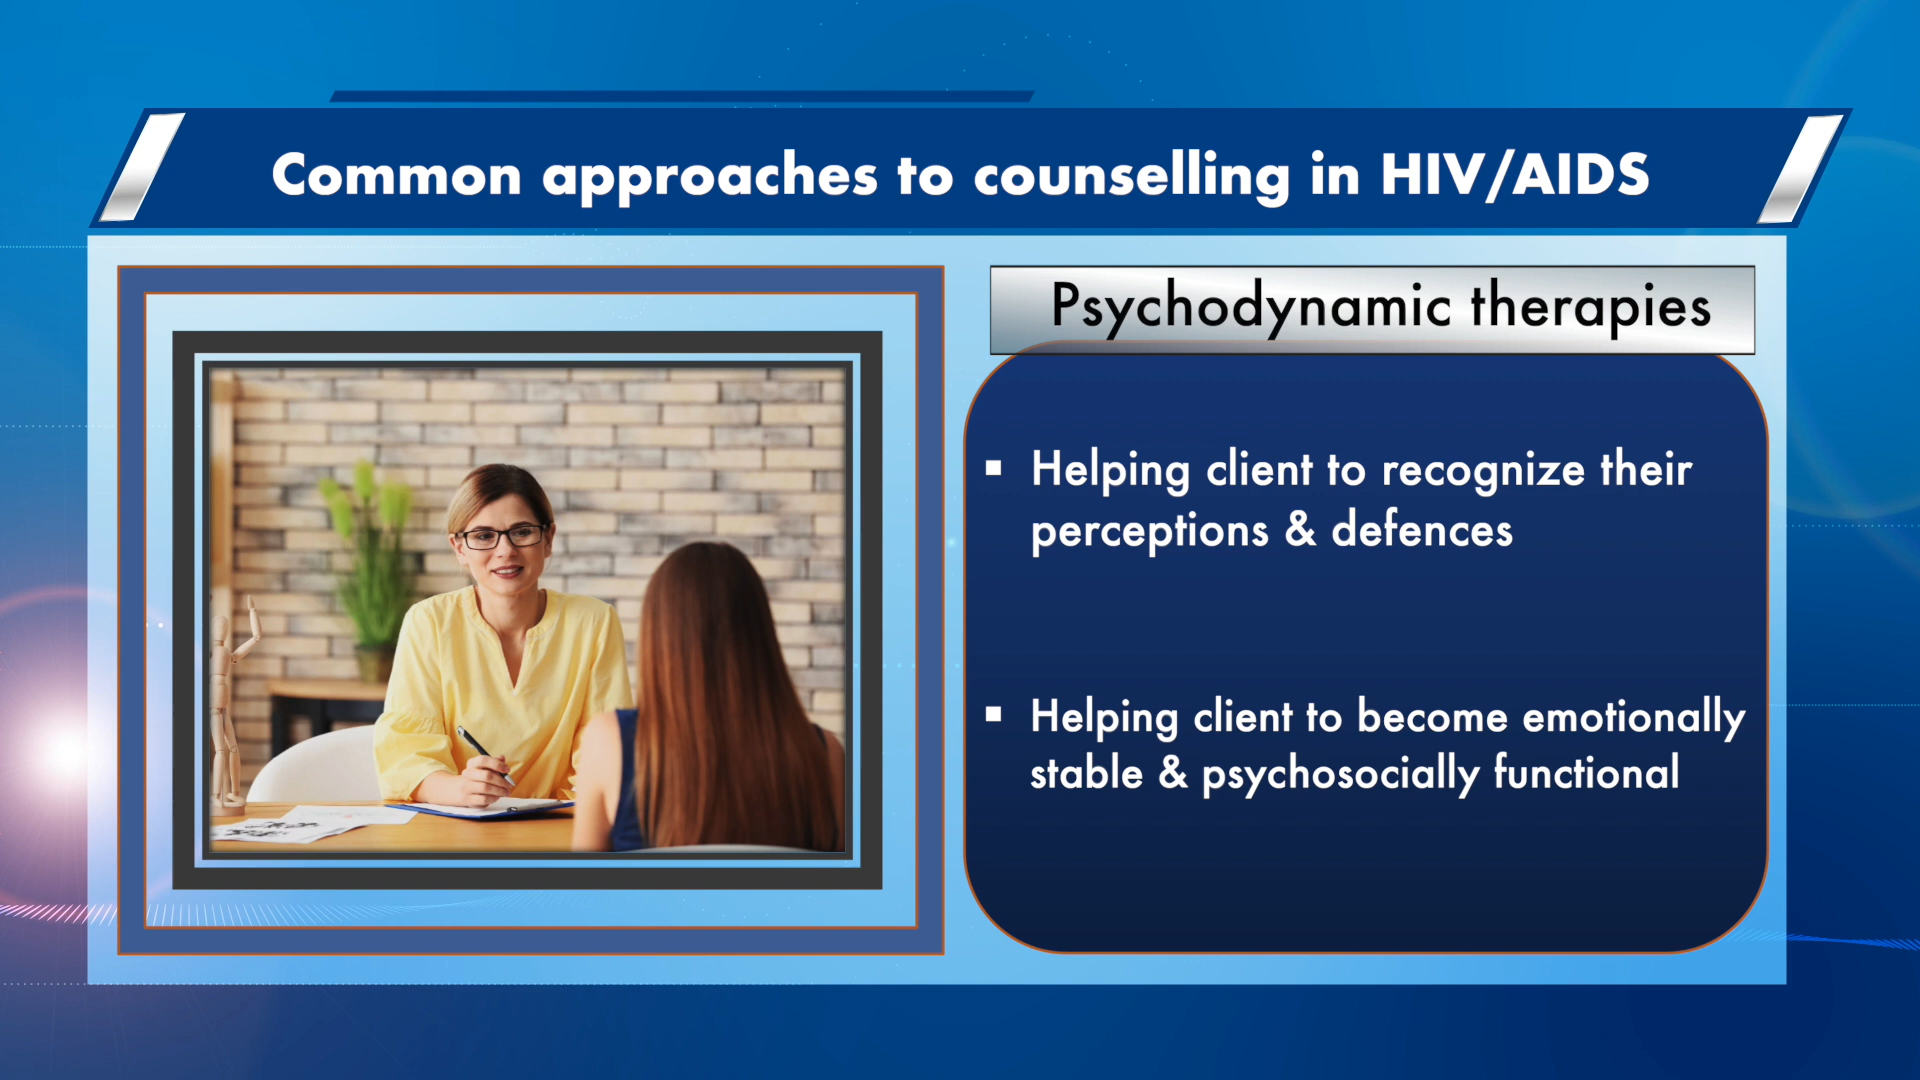 Common approaches to counselling in HIV/AIDS
Psychodynamic therapies
▪ Helping client to recognize their
perceptions & defences
▪ Helping client to become emotionally
stable & psychosocially functional